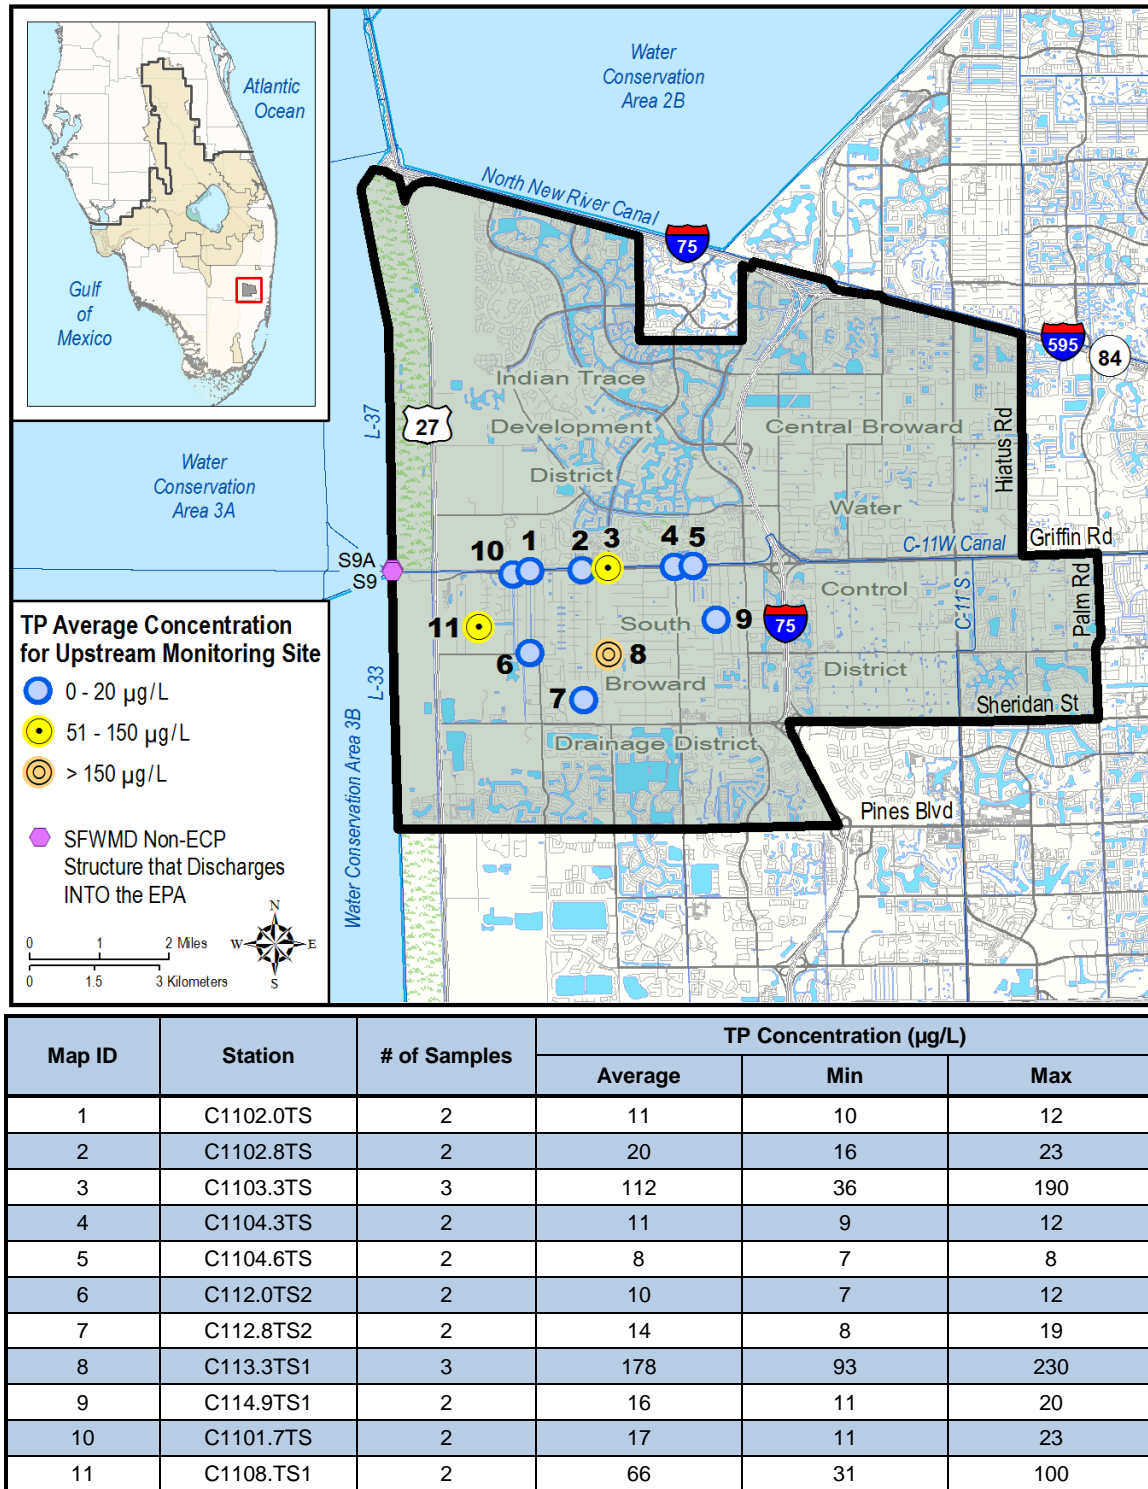 Atlantic
Ocean
Gulf
of
Mexico
Water
Conservation
Area 2B
North New River Canal
75
595
84
L-37
27
Indian Trace
Development
District
Central Broward
Water
Control
District
Hiatus Rd
Water
Conservation
Area 3A
Griffin Rd
C-11W Canal
S9A
S9
10
1
2
3
4
5
C-11 S
Palm Rd
11
6
7
8
9
75
South
Broward
Drainage District
Sheridan St
Pines Blvd
L-33
Water Conservation Area 3B
TP Average Concentration
for Upstream Monitoring Site
0 - 20 µg/L
51 - 150 µg/L
> 150 µg/L
SFWMD Non-ECP
Structure that Discharges
INTO the EPA
N
W E
S
0 1 2 Miles
0 1.5 3 Kilometers
Map ID Station # of Samples TP Concentration (µg/L)
Average Min Max
1 C1102.0TS 2 11 10 12
2 C1102.8TS 2 20 16 23
3 C1103.3TS 3 112 36 190
4 C1104.3TS 2 11 9 12
5 C1104.6TS 2 8 7 8
6 C112.0TS2 2 10 7 12
7 C112.8TS2 2 14 8 19
8 C113.3TS1 3 178 93 230
9 C114.9TS1 2 16 11 20
10 C1101.7TS 2 17 11 23
11 C1108.TS1 2 66 31 100